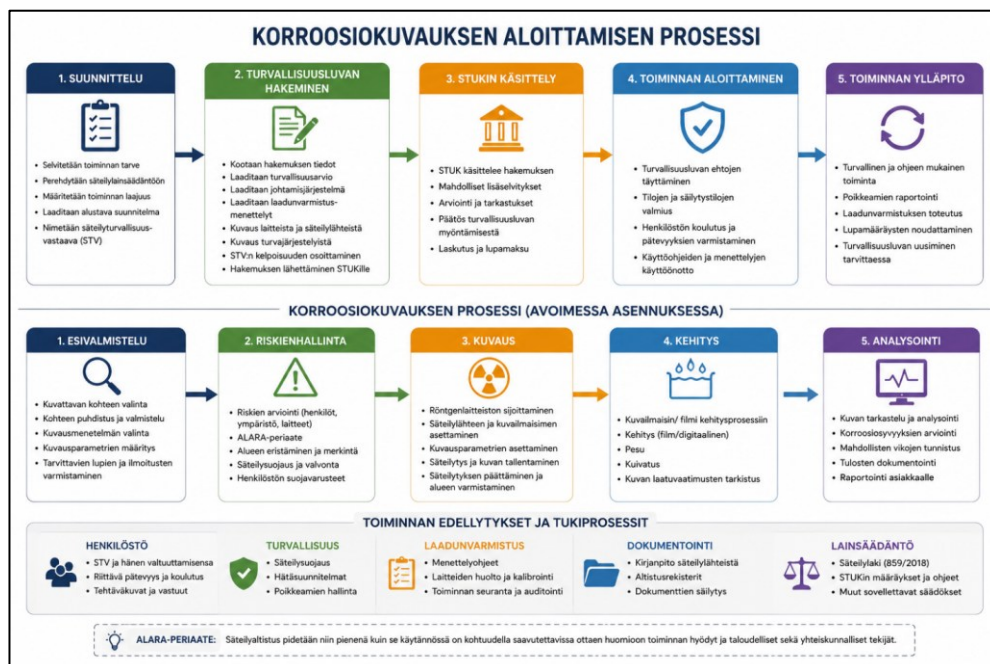 KORROOSIOKUVAUKSEN ALOITTAMISEN PROSESSI
1. SUUNNITTELU
• Selvitetään toiminnan tarve
• Perehdytään säteilylainsäädäntöön
• Määritetään toiminnan laajuus
• Laaditaan alustava suunnitelma
• Nimetään säteilyturvallisuus-
vastaava (STV)
2. TURVALLISUUSLUVAN
HAKEMINEN
• Kootaan hakemuksen tiedot
• Laaditaan turvallisuusarvio
• Laaditaan johtamisjärjestelmä
• Laaditaan laadunvarmistus-
menettelyt
• Kuvaus laitteista ja säteilylähteistä
• Kuvaus turvajärjestelyistä
• STV:n kelpoisuuden osoittaminen
• Hakemuksen lähettäminen STUKille
3. STUKIN KÄSITTELY
• STUK käsittelee hakemuksen
• Mahdolliset lisäselvitykset
• Arviointi ja tarkastukset
• Päätös turvallisuusluvan
myöntämisestä
• Laskutus ja lupamaksu
4. TOIMINNAN ALOITTAMINEN
• Turvallisuusluvan ehtojen
täyttäminen
• Tilojen ja säilytystilojen
valmius
• Henkilöstön koulutus ja
pätevyyksien varmistaminen
• Käyttöohjeiden ja menettelyjen
käyttöönotto
5. TOIMINNAN YLLÄPITO
• Turvallinen ja ohjeen mukainen
toiminta
• Poikkeamien raportointi
• Laadunvarmistuksen toteutus
• Lupamääräysten noudattaminen
• Turvallisuusluvan uusiminen
tarvittaessa
KORROOSIOKUVAUKSEN PROSESSI (AVOIMESSA ASENNUKSESSA)
1. ESIVALMISTELU
• Kuvattavan kohteen valinta
• Kohteen puhdistus ja valmistelu
• Kuvausmenetelmän valinta
• Kuvausparametrien määritys
• Tarvittavien lupien ja ilmoitusten
varmistaminen
2. RISKIENHALLINTA
• Riskien arviointi (henkilöt,
ympäristö, laitteet)
• ALARA-periaate
• Alueen eristäminen ja merkintä
• Säteilysuojaus ja valvonta
• Henkilöstön suojavarusteet
3. KUVAUS
• Röntgenlaitteiston sijoittaminen
• Säteilylähteen ja kuvailmaisimen
asettaminen
• Kuvausparametrien asettaminen
• Säteilytys ja kuvan tallentaminen
• Säteilytyksen päättäminen ja
alueen varmistaminen
4. KEHITYS
• Kuvailmaisin/ filmi kehitysprosessiin
• Kehitys (film/digitaalinen)
• Pesu
• Kuivatus
• Kuvan laatuvaatimusten tarkistus
5. ANALYSOINTI
• Kuvan tarkastelu ja analysointi
• Korroosiosyvyyksien arviointi
• Mahdollisten vikojen tunnistus
• Tulosten dokumentointi
• Raportointi asiakkaalle
TOIMINNAN EDELLYTYKSET JA TUKIPROSESSIT
HENKILÖSTÖ
• STV ja hänen valtuuttamisensa
• Riittävä pätevyys ja koulutus
• Tehtäväkuvat ja vastuut
TURVALLISUUS
• Säteilysuojaus
• Hätäsuunnitelmat
• Poikkeamien hallinta
LAADUNVARMISTUS
• Menettelyohjeet
• Laitteiden huolto ja kalibrointi
• Toiminnan seuranta ja auditointi
DOKUMENTOINTI
• Kirjanpito säteilylähteistä
• Altistusrekisterit
• Dokumenttien säilytys
LAINSÄÄDÄNTÖ
• Säteilylaki (859/2018)
• STUKin määräykset ja ohjeet
• Muut sovellettavat säädökset
ALARA-PERIAATE: Säteilyaltistus pidetään niin pienenä kuin se käytännössä on kohtuudella saavutettavissa ottaen huomioon toiminnan hyödyt ja taloudelliset sekä yhteiskunnalliset tekijät.